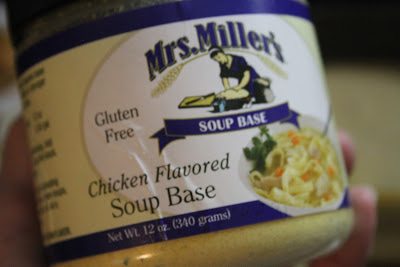 Mrs. Miller's
Gluten
Free
SOUP BASE
Chicken Flavored
Soup Base
Net Wt. 12 oz. (340 grams)